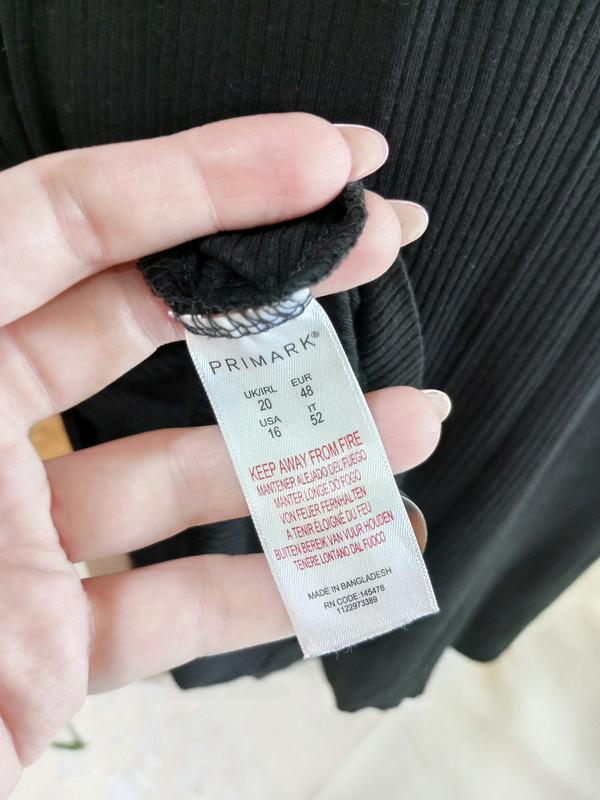 PRIMARK®
UK/IRL EUR
20 48
USA IT
16 52
KEEP AWAY FROM FIRE
MANTENER ALEJADO DEL FUEGO
MANTER LONGE DO FOGO
VON FEUER FERNHALTEN
A TENIR ÉLOIGNÉ DU FEU
BUITEN BEREIK VAN VUUR HOUDEN
TENERE LONTANO DAL FUOCO
MADE IN BANGLADESH
RN CODE:145478
1122973389